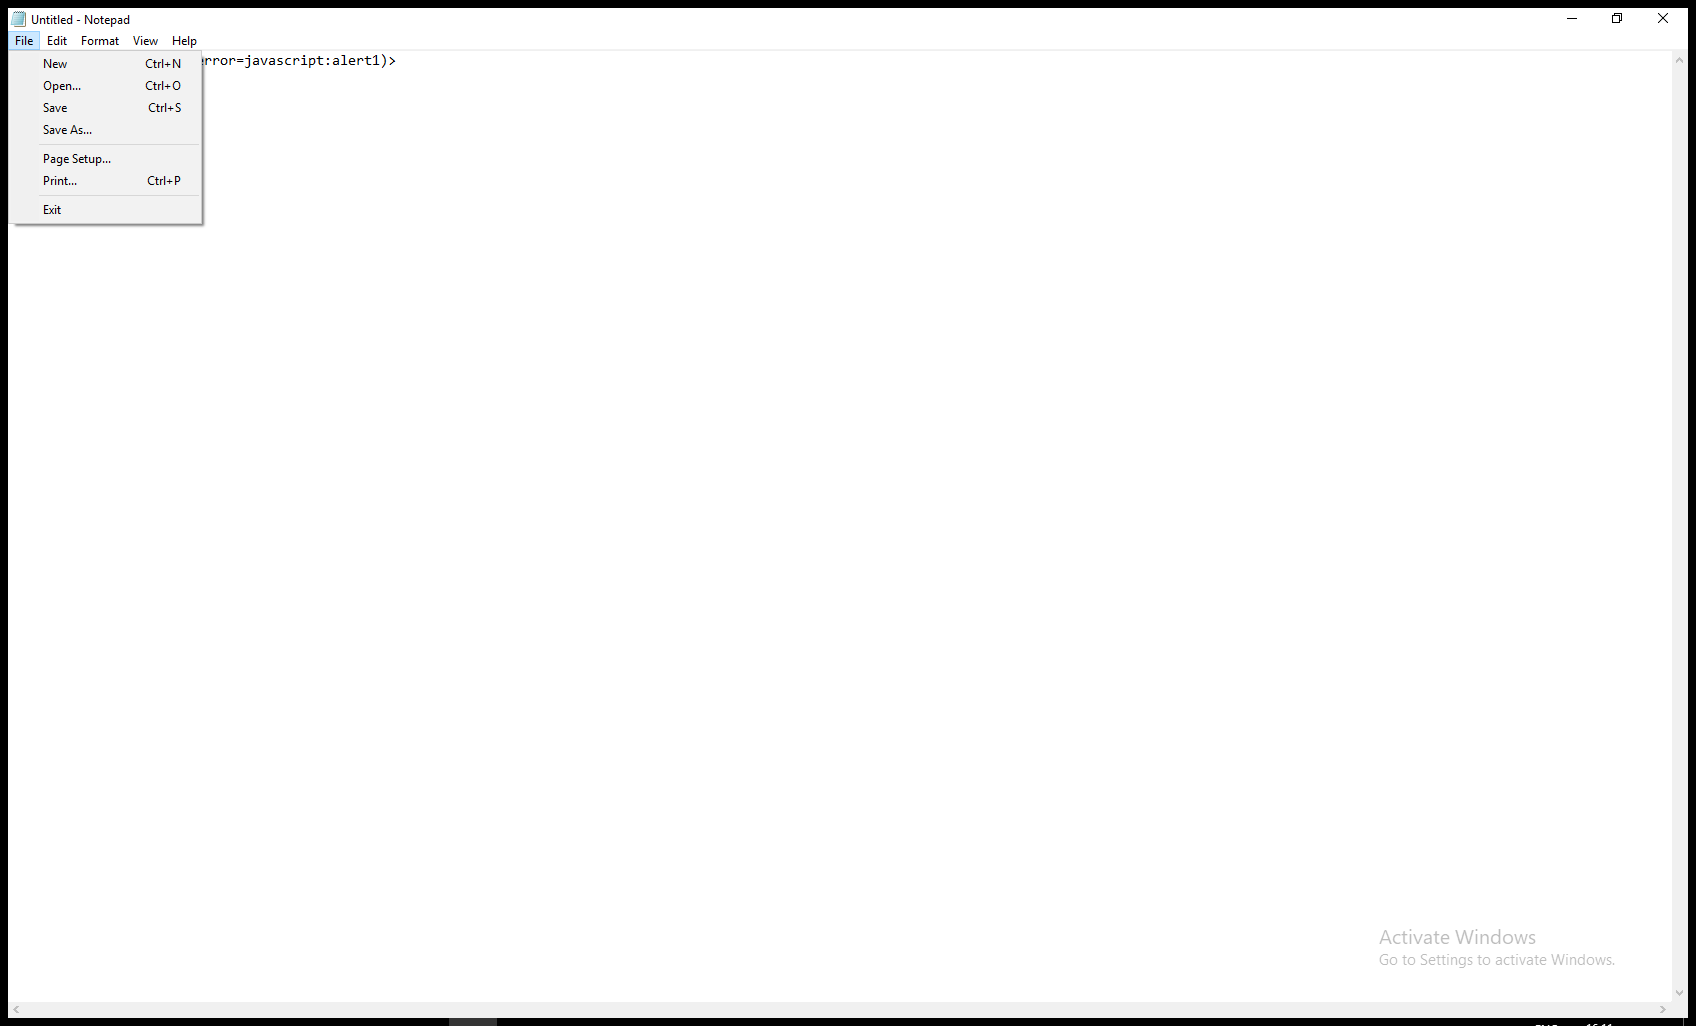 Untitled - Notepad
File Edit Format View Help
New Ctrl+N
rror=javascript:alert1)>
Open... Ctrl+O
Save Ctrl+S
Save As...
Page Setup...
Print... Ctrl+P
Exit
Activate Windows
Go to Settings to activate Windows.